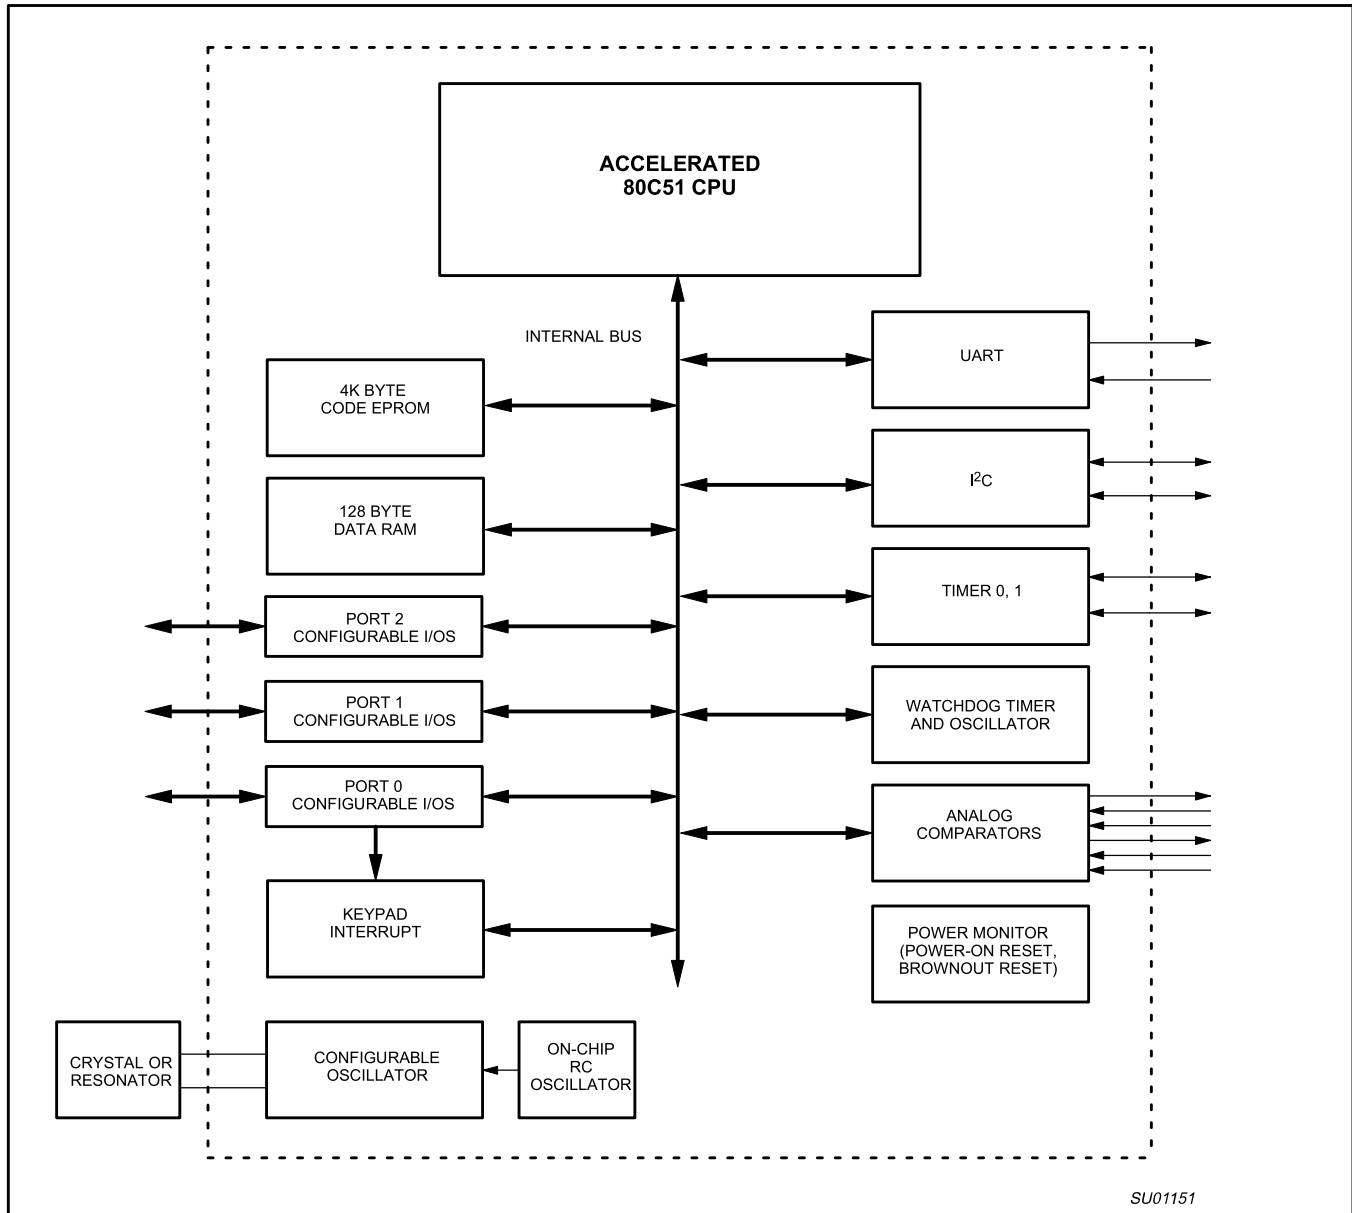 ACCELERATED
80C51 CPU
INTERNAL BUS
UART
4K BYTE
CODE EPROM
I²C
128 BYTE
DATA RAM
TIMER 0, 1
PORT 2
CONFIGURABLE I/OS
PORT 1
CONFIGURABLE I/OS
WATCHDOG TIMER
AND OSCILLATOR
PORT 0
CONFIGURABLE I/OS
ANALOG
COMPARATORS
KEYPAD
INTERRUPT
POWER MONITOR
(POWER-ON RESET,
BROWNOUT RESET)
CRYSTAL OR
RESONATOR
CONFIGURABLE
OSCILLATOR
ON-CHIP
RC
OSCILLATOR
SU01151